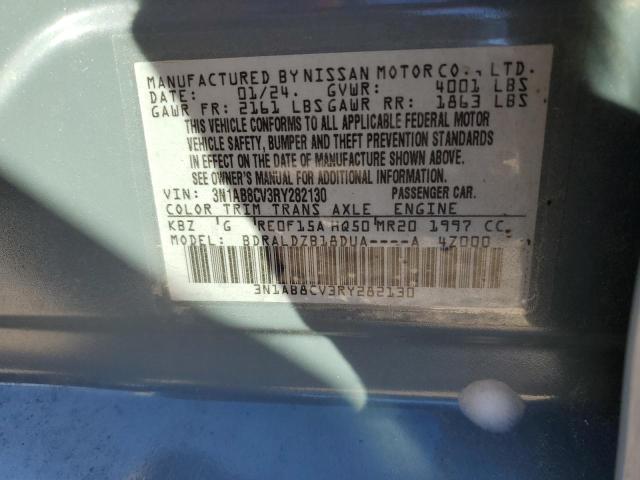 MANUFACTURED BY NISSAN MOTOR CO., LTD.
DATE: 01/24. GVWR: 4001 LBS
GAWR FR: 2161 LBS GAWR RR: 1863 LBS
THIS VEHICLE CONFORMS TO ALL APPLICABLE FEDERAL MOTOR
VEHICLE SAFETY, BUMPER AND THEFT PREVENTION STANDARDS
IN EFFECT ON THE DATE OF MANUFACTURE SHOWN ABOVE.
SEE OWNER'S MANUAL FOR ADDITIONAL INFORMATION.
VIN: 3N1AB8CV3RY282130 PASSENGER CAR.
COLOR TRIM TRANS AXLE ENGINE
KBZ G RE0F15A HQ50 MR20 1997 CC
MODEL: BDRALDZB18DUA----A 4Z000
3N1AB8CV3RY282130